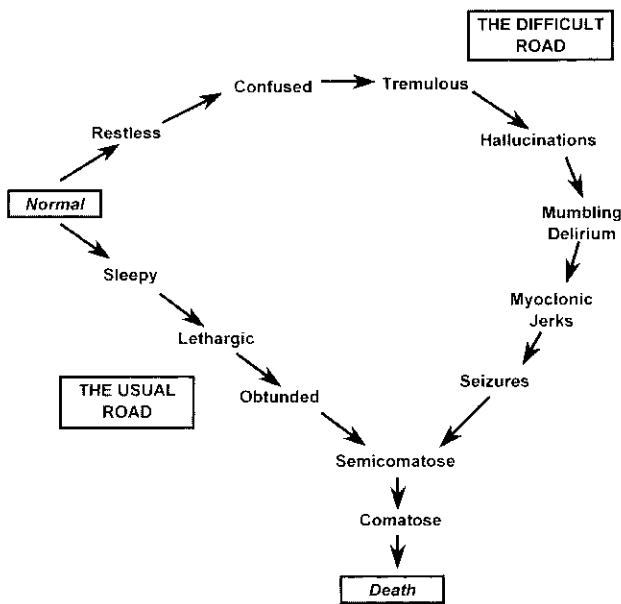 THE DIFFICULT
ROAD
Confused
Tremulous
Restless
Hallucinations
Normal
Mumbling
Delirium
Sleepy
Myoclonic
Jerks
Lethargic
THE USUAL
ROAD
Seizures
Obtunded
Semicomatose
Comatose
Death